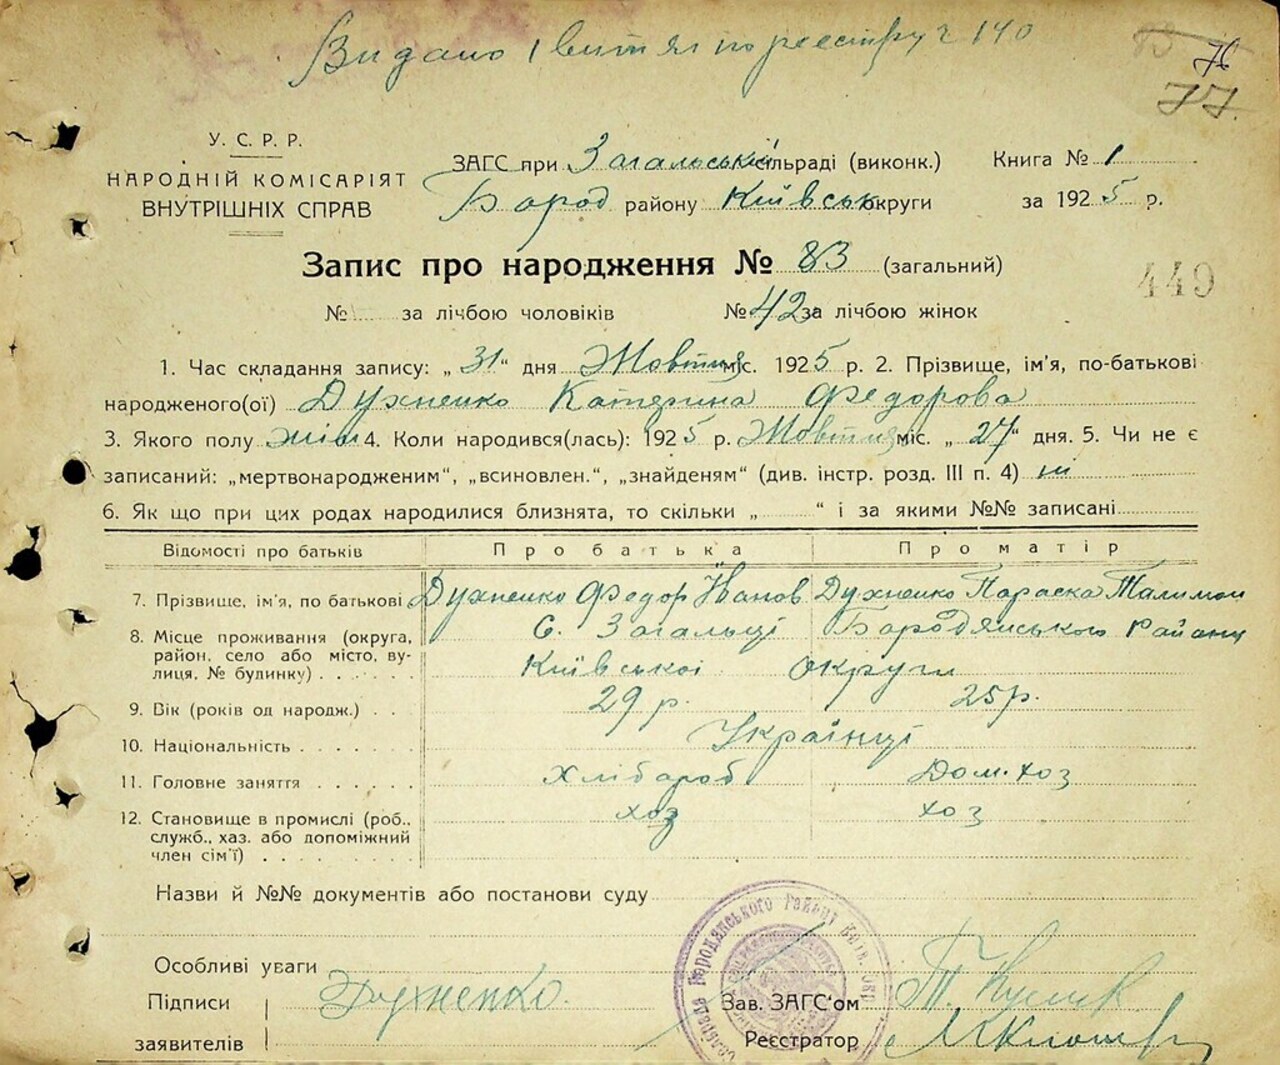 Видано 1 витяг по реєстру ч 140
76
77.
У. С. Р. Р.
НАРОДНІЙ КОМІСАРІЯТ
ВНУТРІШНІХ СПРАВ
ЗАГС при Загальській сільраді (виконк.) Книга № 1
Бород району Київськ округи за 1925 р.
Запис про народження № 83 (загальний)
449
№ за лічбою чоловіків № 42 за лічбою жінок
1. Час складання запису: „31“ дня Жовтня міс. 1925 р. 2. Прізвище, ім'я, по-батькові
народженого(ої) Духненко Катерина Федорова
3. Якого полу жін 4. Коли народився(лась): 1925 р. Жовтня міс. „27“ дня. 5. Чи не є
записаний: „мертвонародженим“, „всиновлен.“, „знайденям“ (див. інстр. розд. III п. 4) ні
6. Як що при цих родах народилися близнята, то скільки „ “ і за якими №№ записані
Відомості про батьків Про батька Про матір
7. Прізвище, ім'я, по батькові Духненко Федор Іванов Духненко Параска Талимон
8. Місце проживання (округа, район, село або місто, вулиця, № будинку) С. Загальці Бородянського района
Київської округи
9. Вік (років од народж.) 29 р. 25 р.
10. Національність Українці
11. Головне заняття Хлібароб Дом. хоз
12. Становище в промислі (роб., служб., хаз. або допоміжний член сім'ї) хоз хоз
Назви й №№ документів або постанови суду
Особливі уваги
Підписи Духненко. Зав. ЗАГС'ом
заявителів Реєстратор